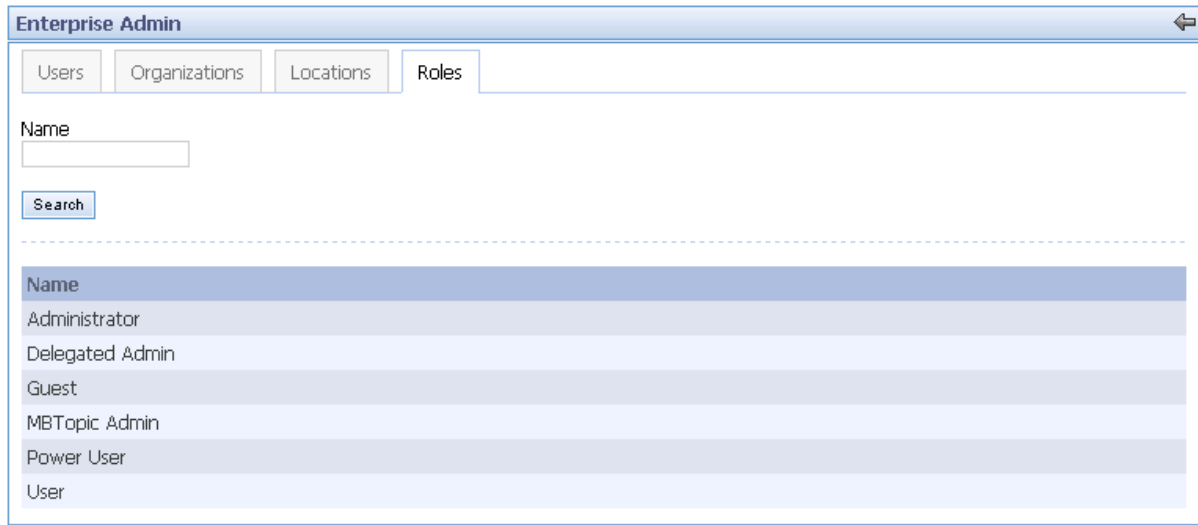 Enterprise Admin
Users Organizations Locations Roles
Name
Search
Name
Administrator
Delegated Admin
Guest
MBTopic Admin
Power User
User